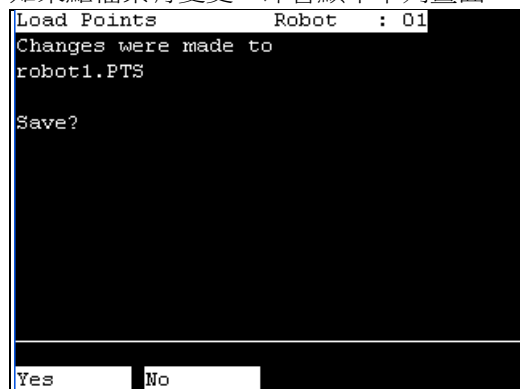 Load Points Robot : 01
Changes were made to
robot1.PTS
Save?
Yes No